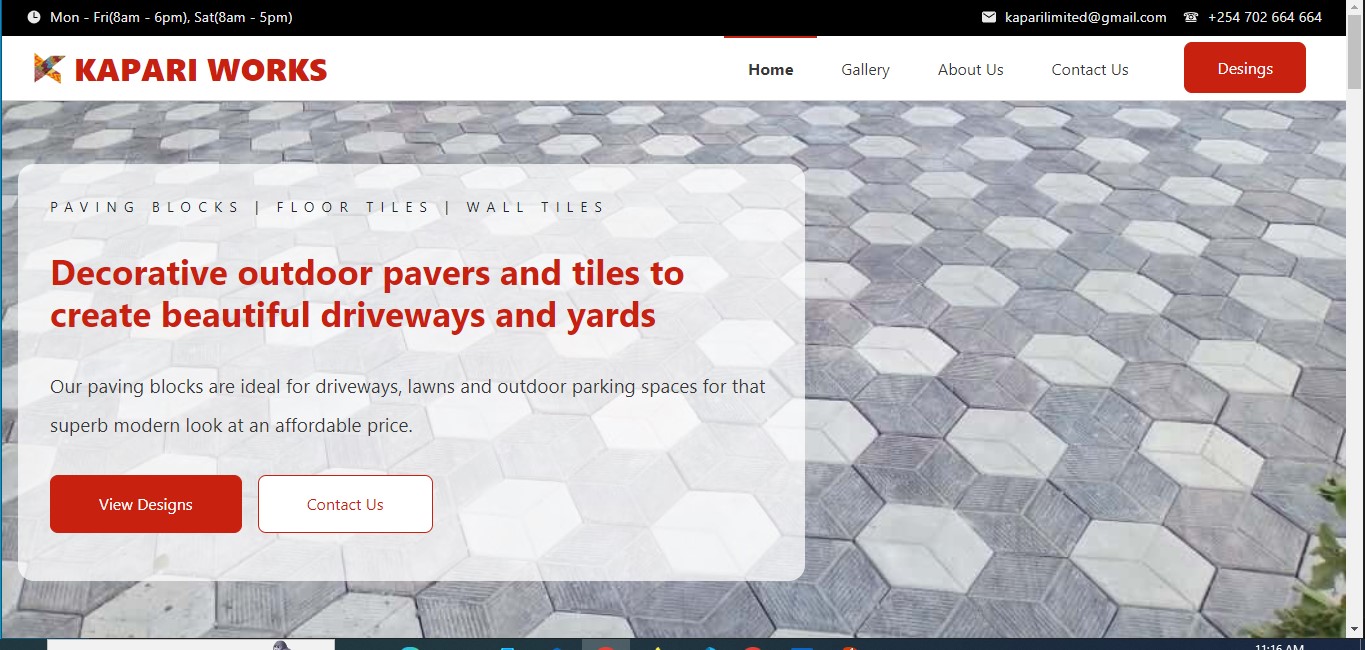 Mon - Fri(8am - 6pm), Sat(8am - 5pm)
kaparilimited@gmail.com
+254 702 664 664
KAPARI WORKS
Home
Gallery
About Us
Contact Us
Desings
PAVING BLOCKS | FLOOR TILES | WALL TILES
Decorative outdoor pavers and tiles to
create beautiful driveways and yards
Our paving blocks are ideal for driveways, lawns and outdoor parking spaces for that
superb modern look at an affordable price.
View Designs
Contact Us
11:16 AM